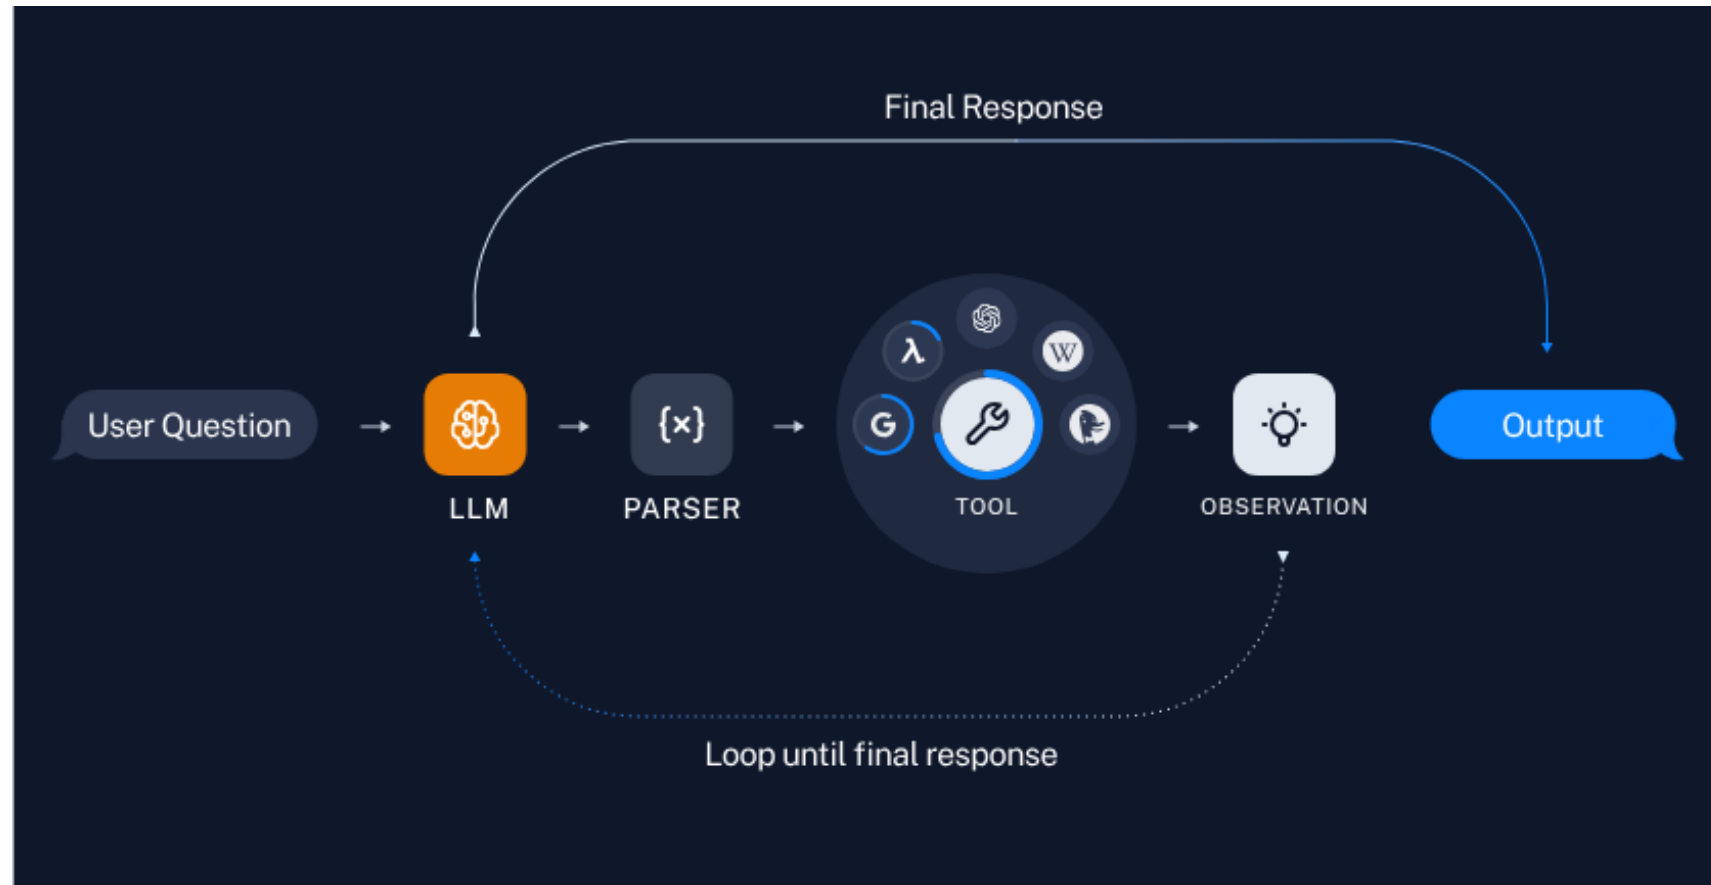 Final Response
User Question
{x}
λ
G
W
LLM
PARSER
TOOL
OBSERVATION
Output
Loop until final response